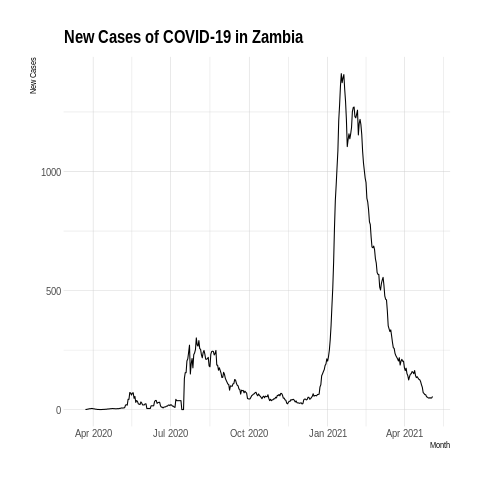 New Cases of COVID-19 in Zambia
New Cases
1000
500
0
Apr 2020
Jul 2020
Oct 2020
Jan 2021
Apr 2021
Month